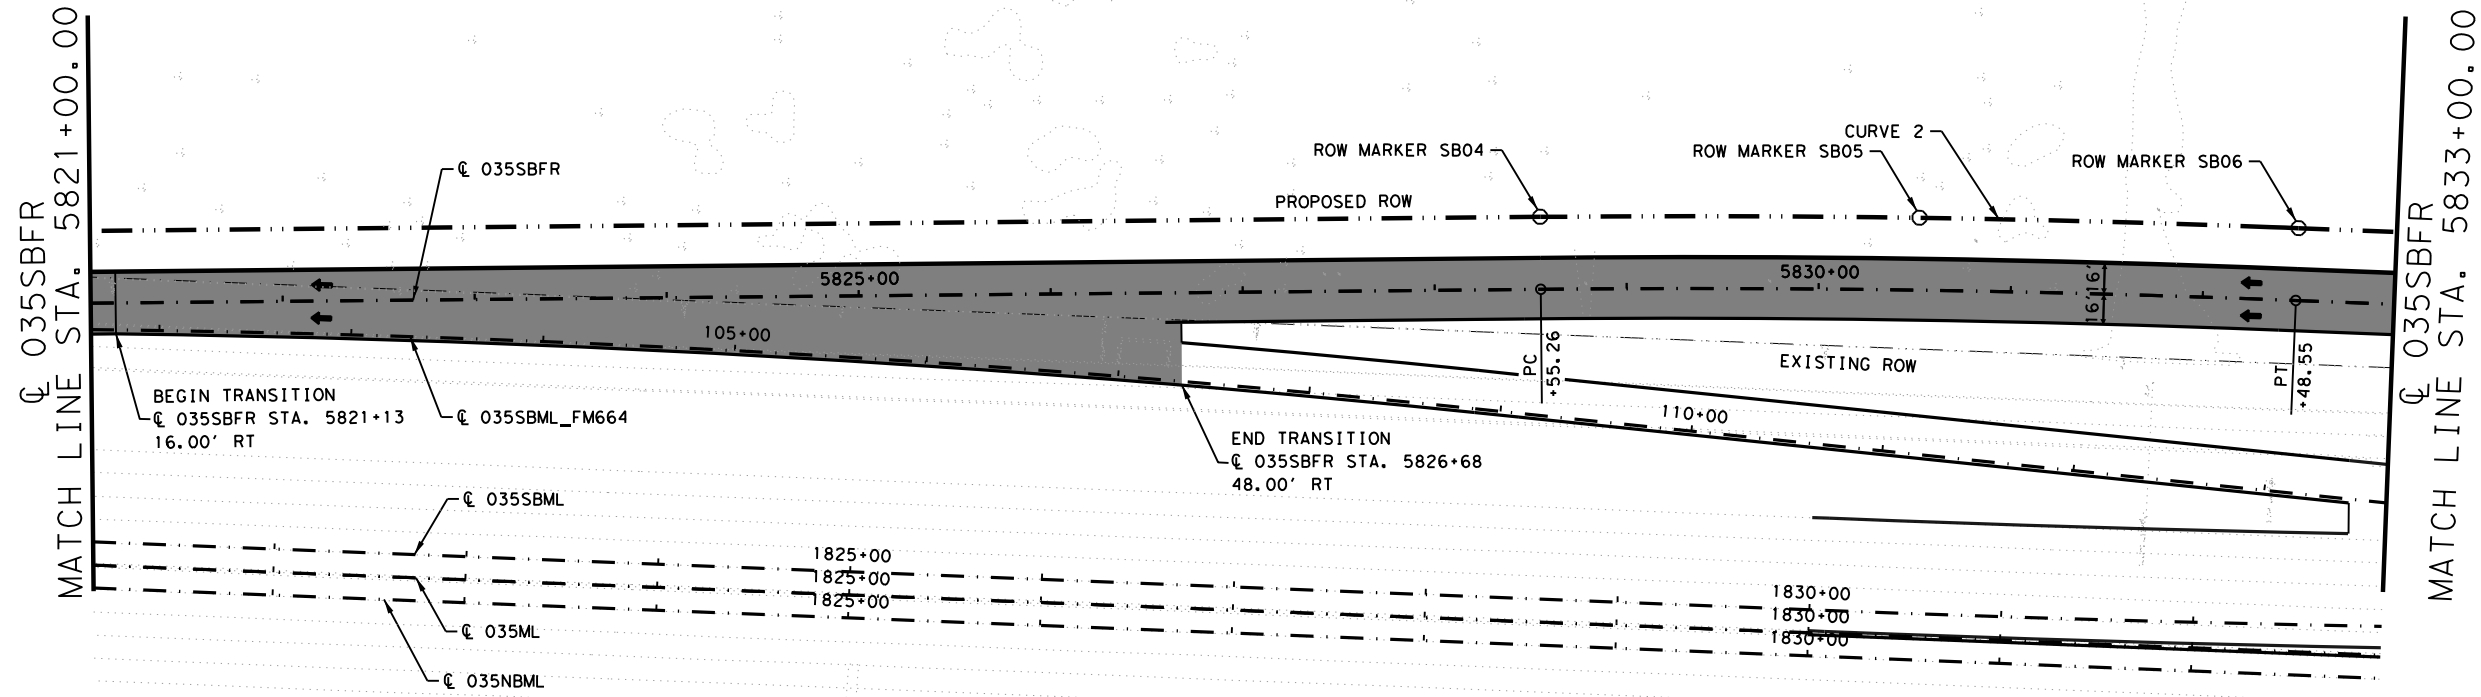 MATCH LINE STA. 5821+00.00
℄ 035SBFR
℄ 035SBFR
ROW MARKER SB04
ROW MARKER SB05
CURVE 2
ROW MARKER SB06
PROPOSED ROW
5825+00
5830+00
16'
16'
105+00
PC
+55.26
EXISTING ROW
PT
+48.55
BEGIN TRANSITION
℄ 035SBFR STA. 5821+13
16.00' RT
℄ 035SBML_FM664
110+00
END TRANSITION
℄ 035SBFR STA. 5826+68
48.00' RT
℄ 035SBML
1825+00
1825+00
1825+00
1830+00
1830+00
1830+00
℄ 035ML
℄ 035NBML
℄ 035SBFR
MATCH LINE STA. 5833+00.00